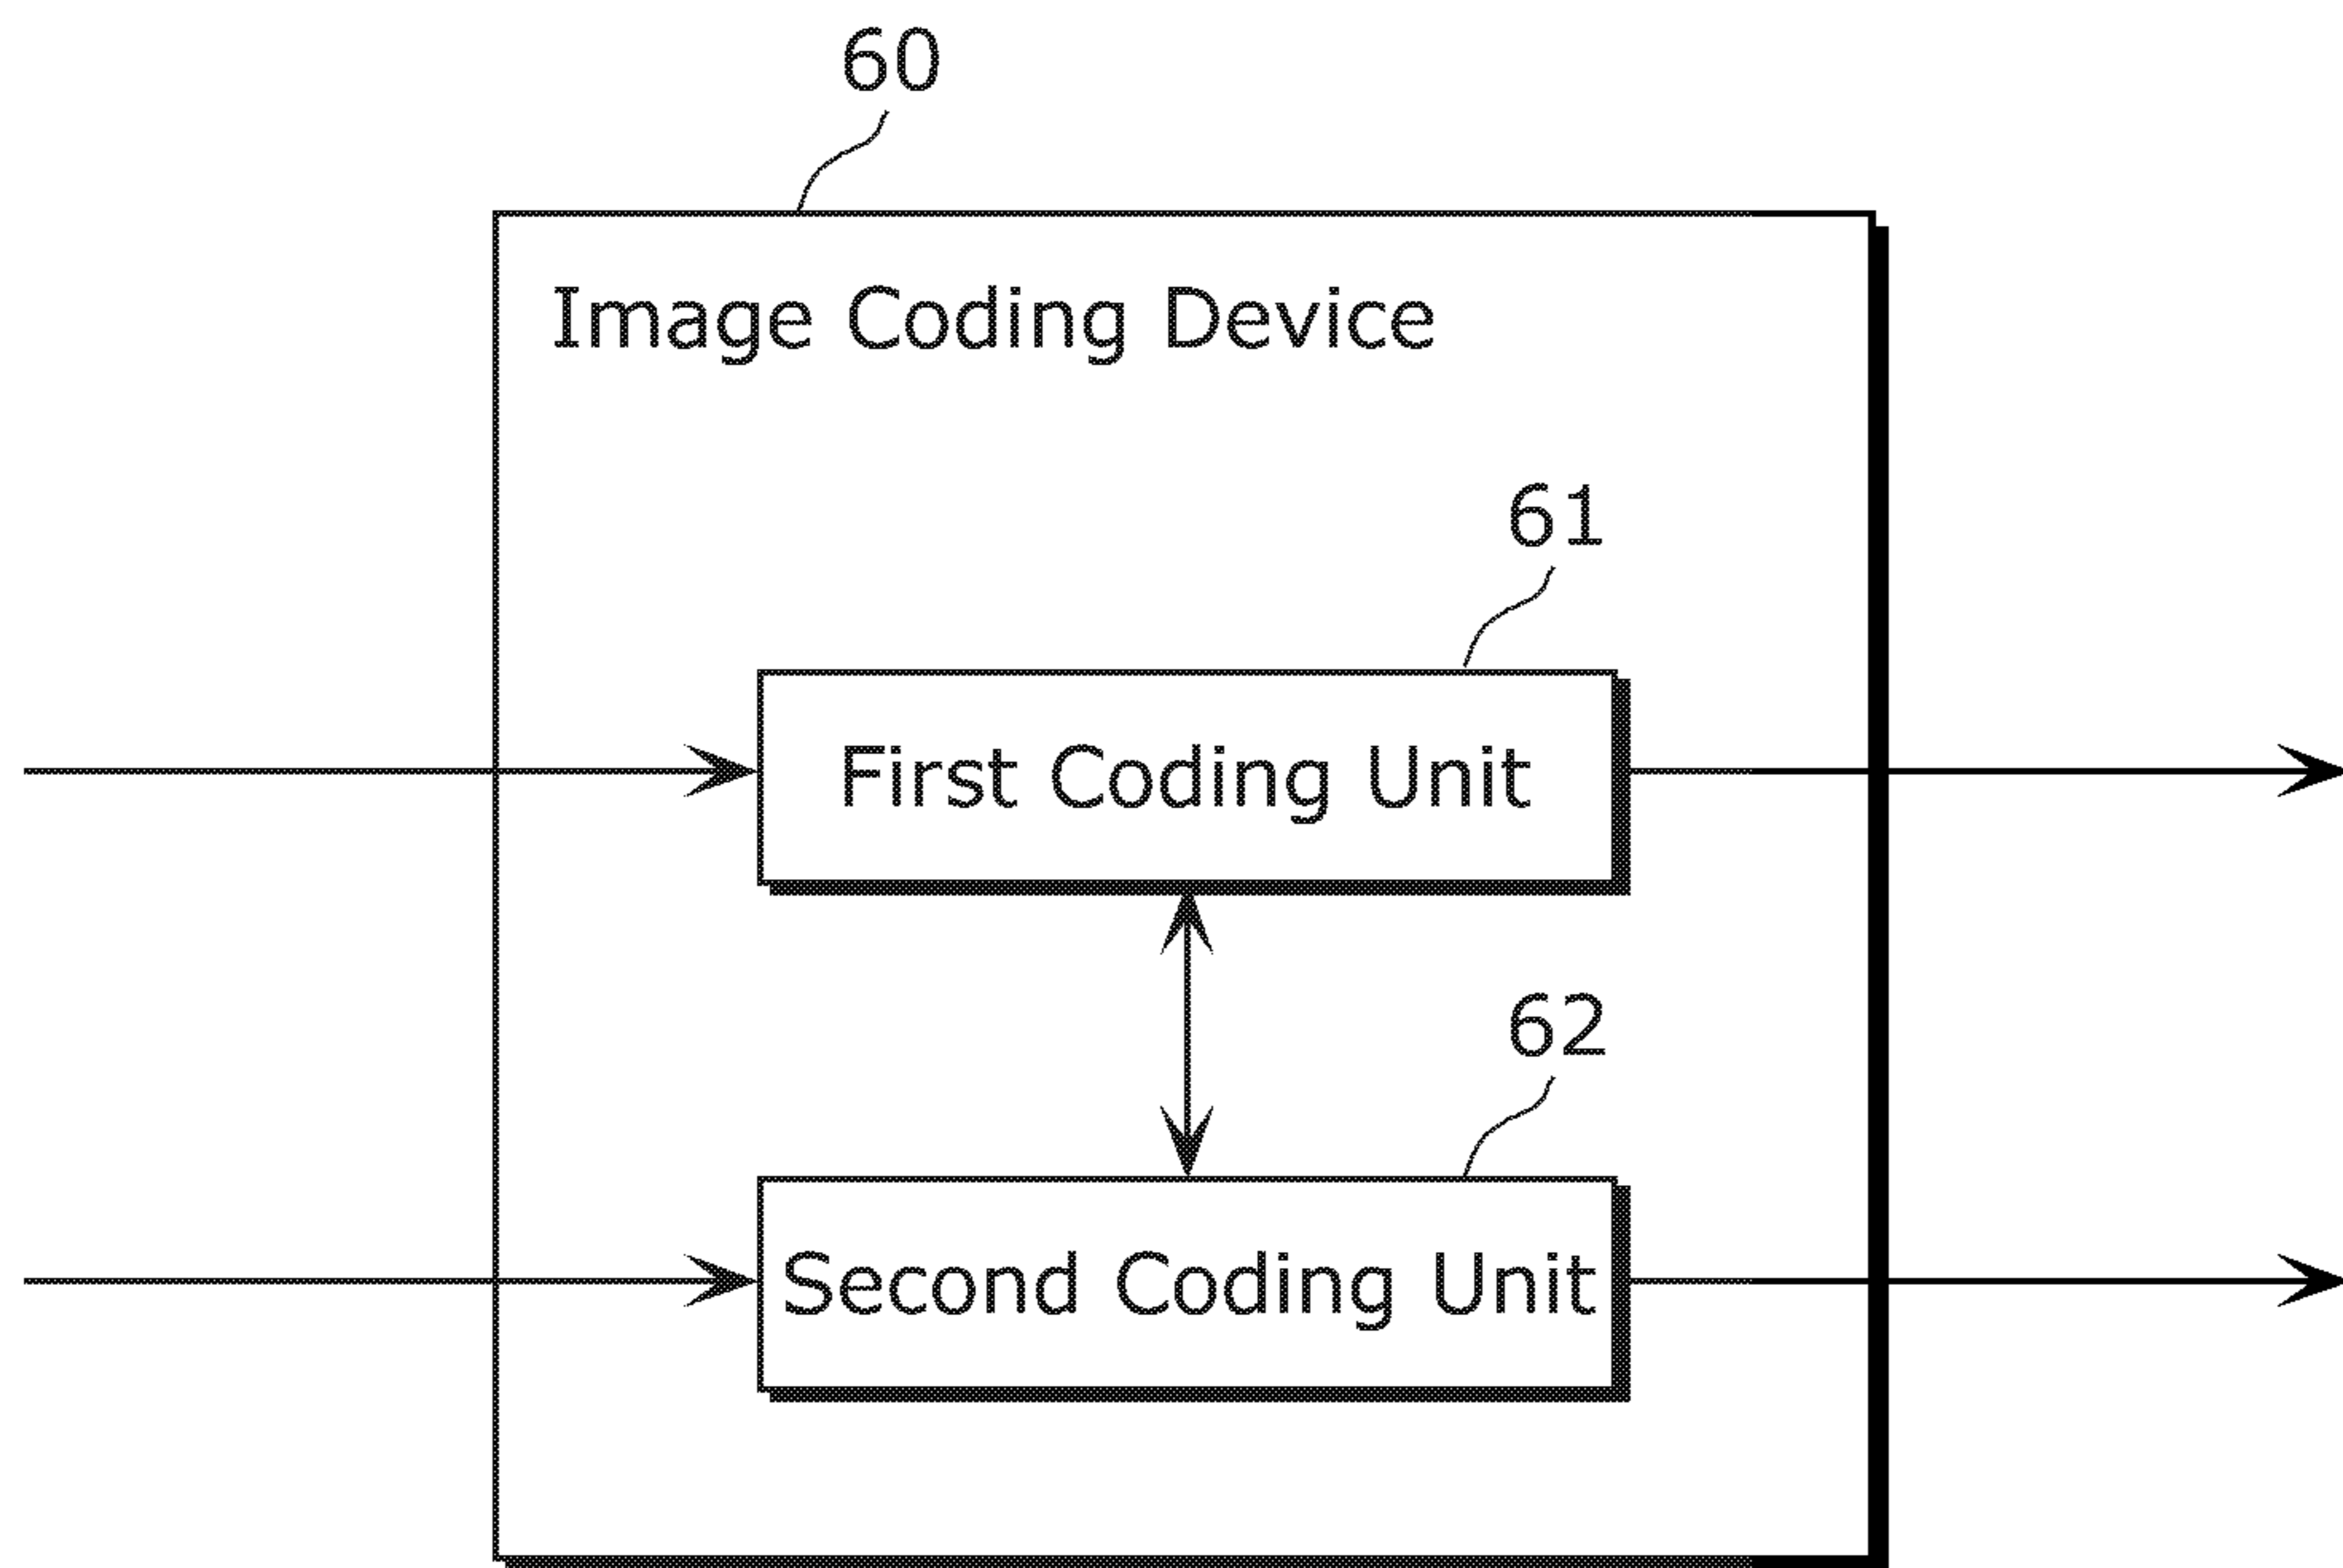 60
Image Coding Device
61
First Coding Unit
62
Second Coding Unit